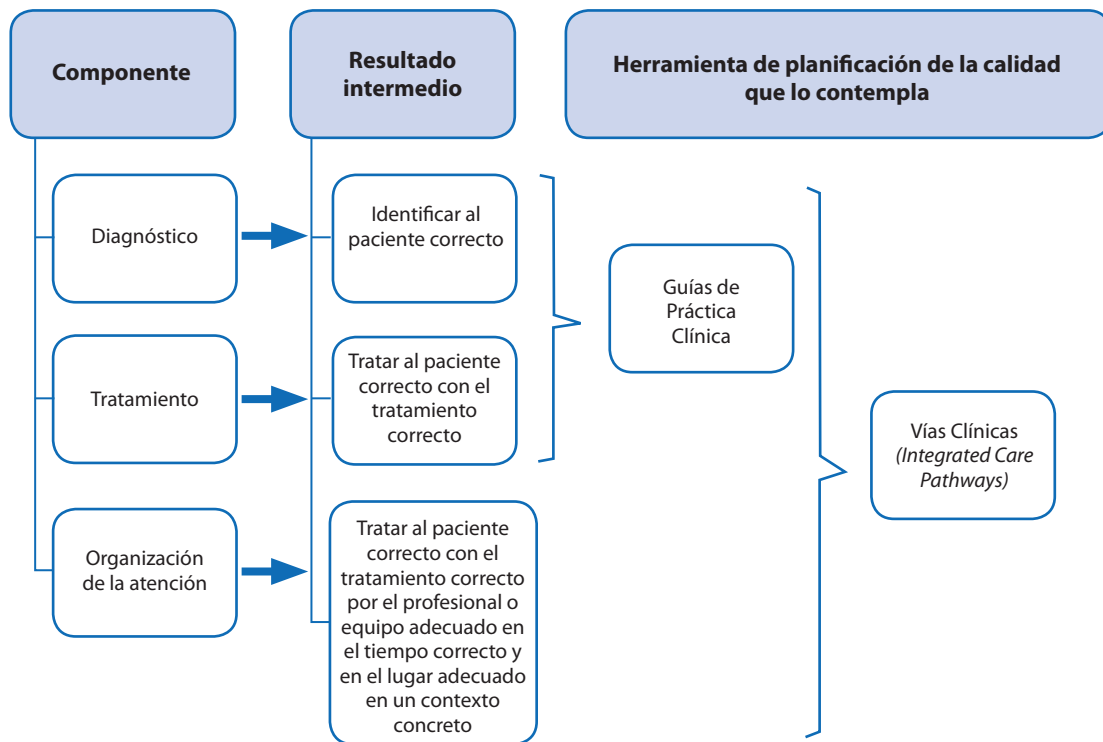 Componente
Resultado
intermedio
Herramienta de planificación de la calidad
que lo contempla
Diagnóstico
Identificar al
paciente correcto
Guías de
Práctica
Clínica
Tratamiento
Tratar al paciente
correcto con el
tratamiento
correcto
Vías Clínicas
(Integrated Care
Pathways)
Organización
de la atención
Tratar al paciente
correcto con el
tratamiento correcto
por el profesional o
equipo adecuado en
el tiempo correcto y
en el lugar adecuado
en un contexto
concreto